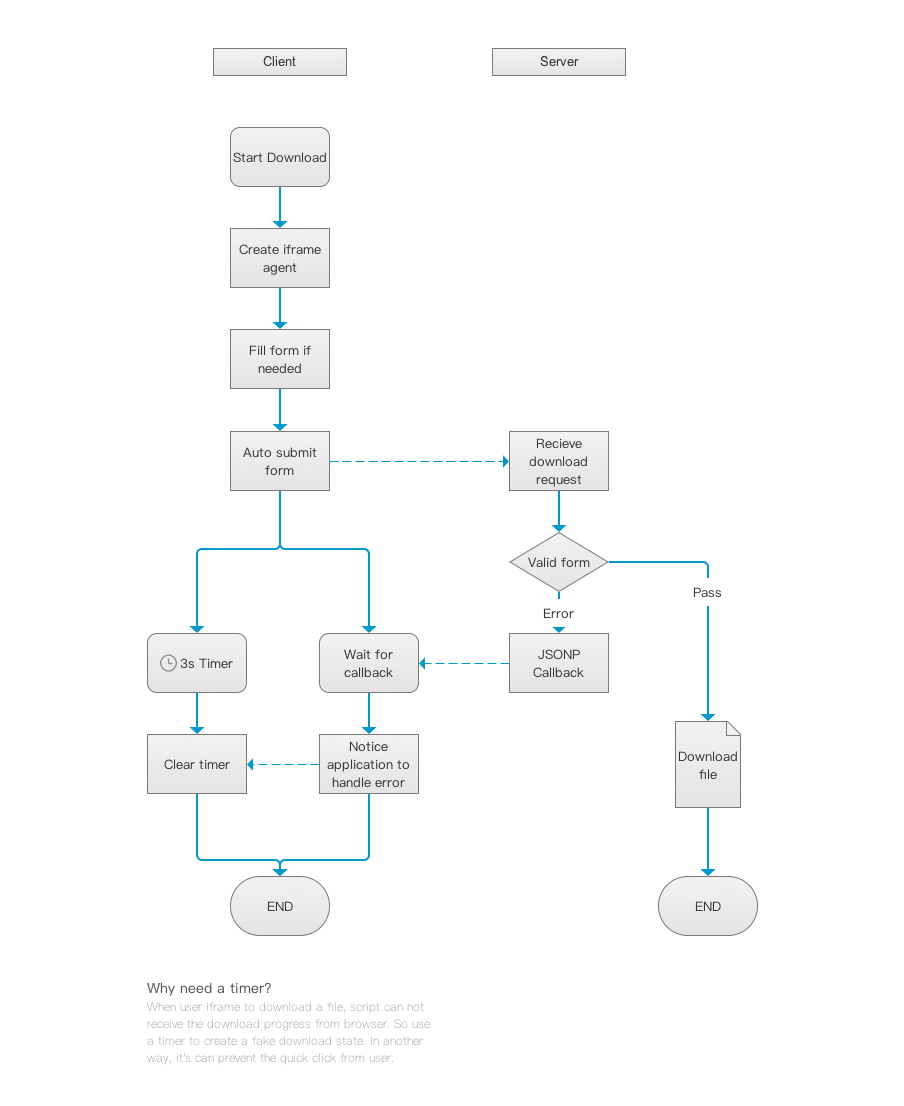 Client
Server
Start Download
Create iframe
agent
Fill form if
needed
Auto submit
form
Recieve
download
request
Valid form
Pass
Error
3s Timer
Wait for
callback
JSONP
Callback
Clear timer
Notice
application to
handle error
Download
file
END
END
Why need a timer?
When user iframe to download a file, script can not
receive the download progress from browser. So use
a timer to create a fake download state. In another
way, it's can prevent the quick click from user.